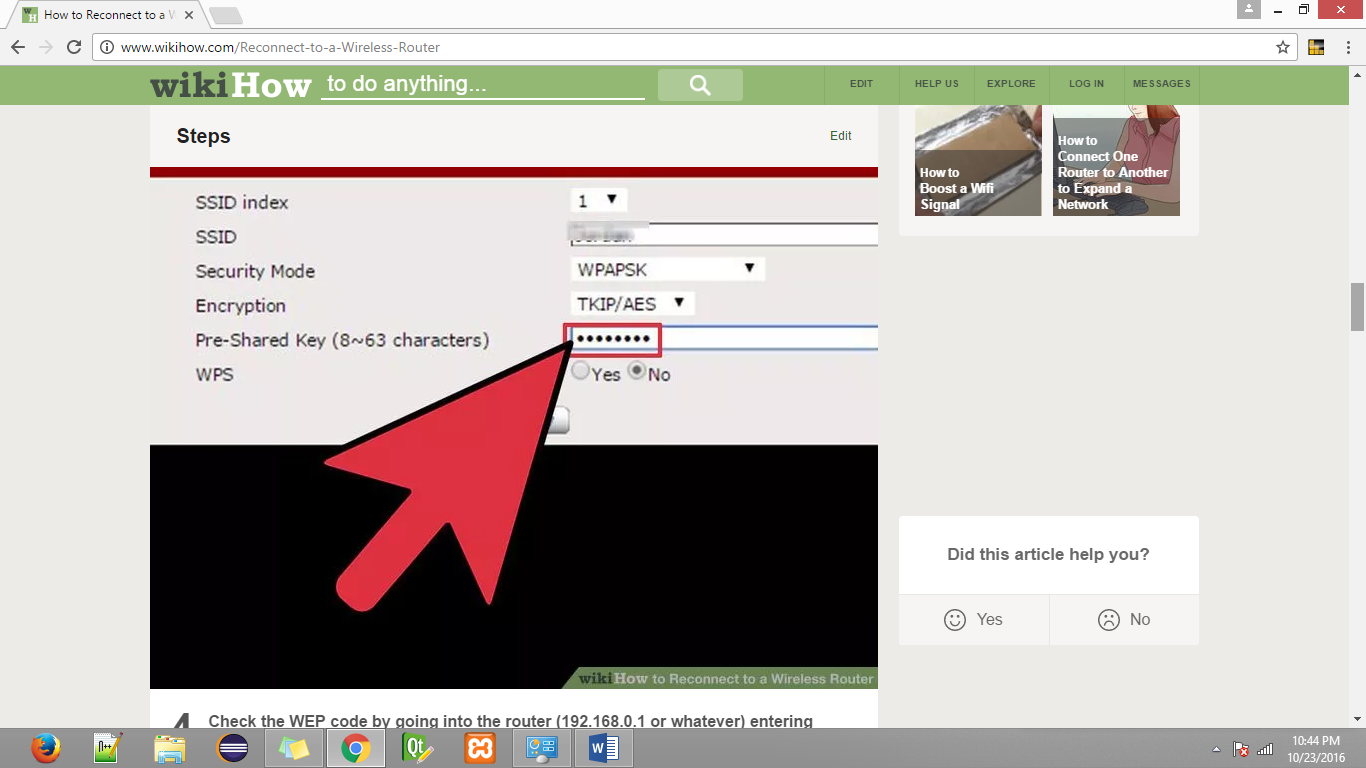 How to Reconnect to a W
www.wikihow.com/Reconnect-to-a-Wireless-Router
wikiHow to do anything...
EDIT
HELP US
EXPLORE
LOG IN
MESSAGES
Steps
Edit
SSID index
1
SSID
Security Mode
WPAPSK
Encryption
TKIP/AES
Pre-Shared Key (8~63 characters)
••••••••
WPS
Yes No
wikiHow to Reconnect to a Wireless Router
4
Check the WEP code by going into the router (192.168.0.1 or whatever) entering
How to
Boost a Wifi
Signal
How to
Connect One
Router to Another
to Expand a
Network
Did this article help you?
Yes
No
Qt
10:44 PM
10/23/2016